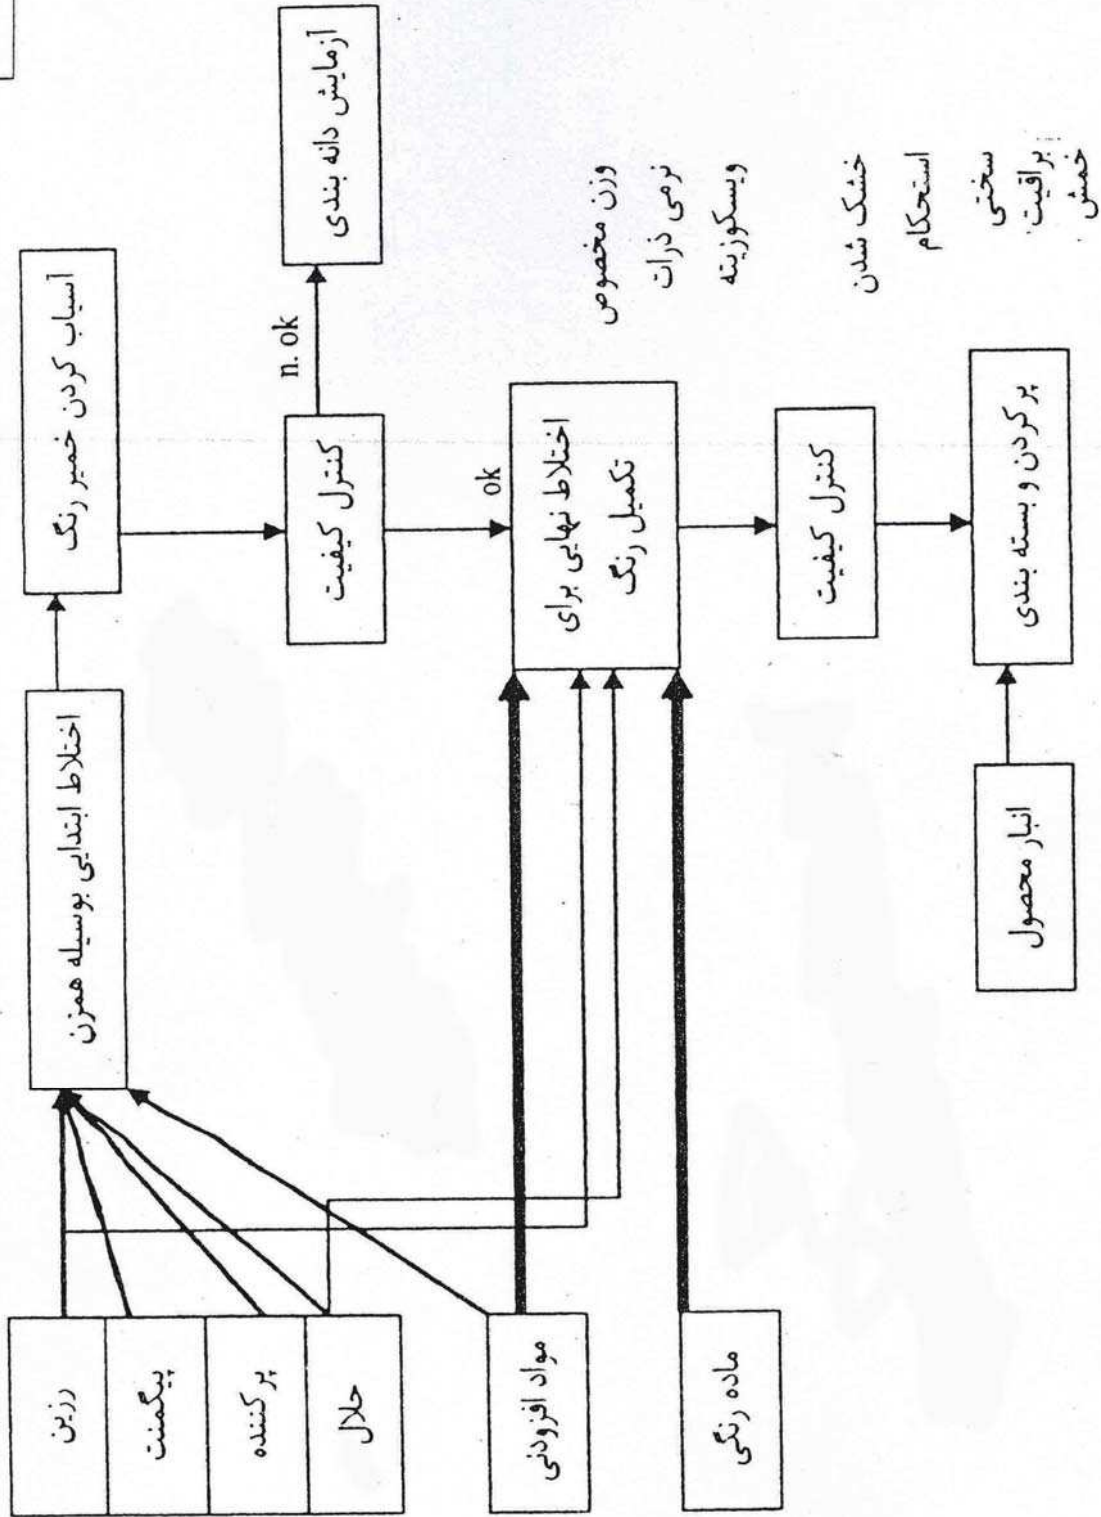 رزین
پیگمنت
پرکننده
حلال
مواد افزودنی
ماده رنگی
اختلاط ابتدایی بوسیله همزن
آسیاب کردن خمیر رنگ
کنترل کیفیت
n. ok
آزمایش دانه بندی
ok
اختلاط نهایی برای
تکمیل رنگ
وزن مخصوص
نرمی ذرات
ویسکوزیته
کنترل کیفیت
خشک شدن
استحکام
سختی
براقیت
خمش
انبار محصول
پر کردن و بسته بندی